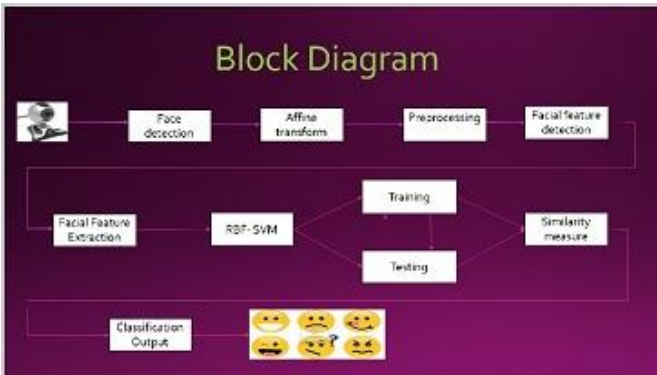 Block Diagram
Face
detection
Affine
transform
Preprocessing
Facial feature
detection
Facial Feature
Extraction
RBF-SVM
Training
Testing
Similarity
measure
Classification
Output
?